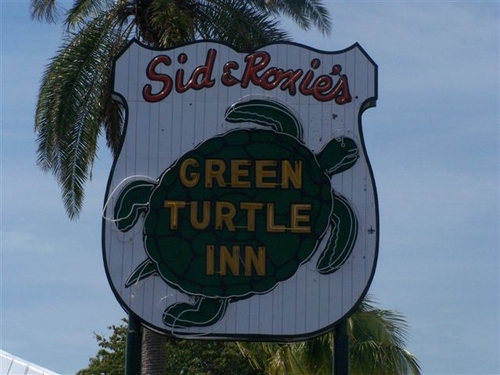 Sid & Roxie's
GREEN
TURTLE
INN